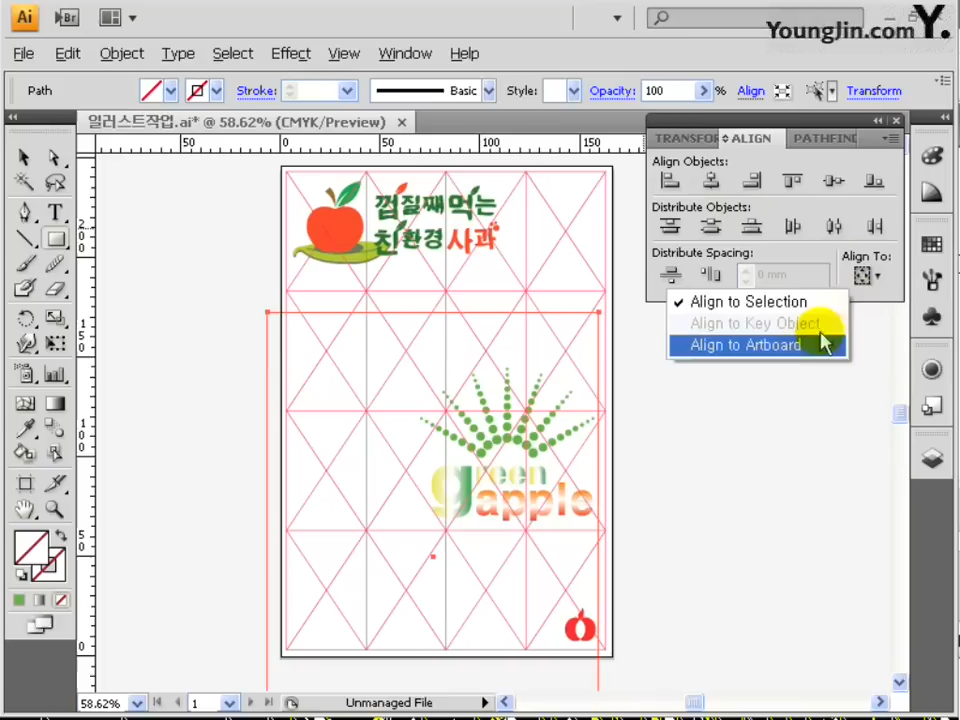 Ai
Br
YoungJin.com Y.
File Edit Object Type Select Effect View Window Help
Path Stroke: Basic Style: Opacity: 100 % Align Transform
일러스트작업.ai* @ 58.62% (CMYK/Preview)
TRANSFOR ALIGN PATHFIND
50 0 50 100 150
Align Objects:
Distribute Objects:
Distribute Spacing: Align To:
0 mm
Align to Selection
Align to Key Object
Align to Artboard
껍질째 먹는
친환경 사과
green
apple
58.62% 1 Unmanaged File